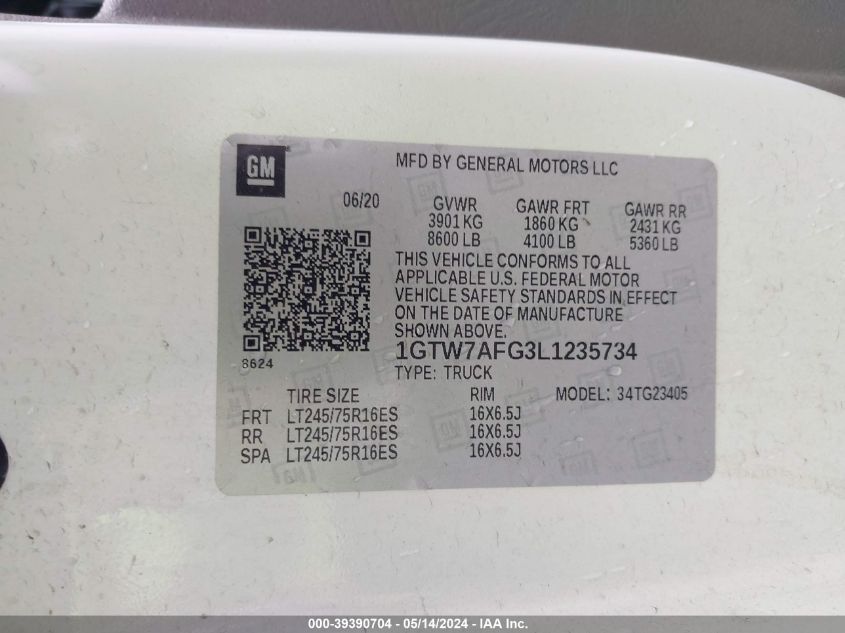 GM
MFD BY GENERAL MOTORS LLC
06/20
GVWR GAWR FRT GAWR RR
3901 KG 1860 KG 2431 KG
8600 LB 4100 LB 5360 LB
THIS VEHICLE CONFORMS TO ALL
APPLICABLE U.S. FEDERAL MOTOR
VEHICLE SAFETY STANDARDS IN EFFECT
ON THE DATE OF MANUFACTURE
SHOWN ABOVE.
8624
1GTW7AFG3L1235734
TYPE: TRUCK
TIRE SIZE RIM MODEL: 34TG23405
FRT LT245/75R16ES 16X6.5J
RR LT245/75R16ES 16X6.5J
SPA LT245/75R16ES 16X6.5J
000-39390704 - 05/14/2024 - IAA Inc.